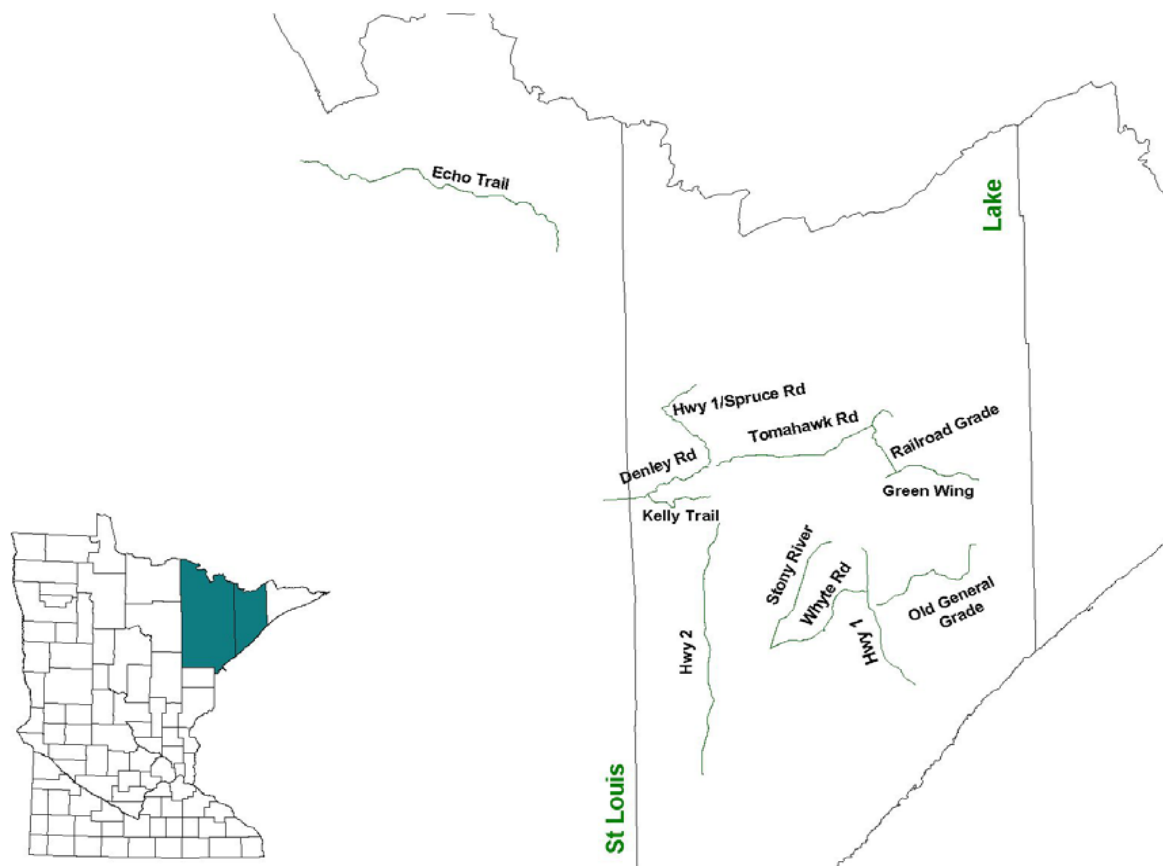 Echo Trail
Lake
Hwy 1/Spruce Rd
Tomahawk Rd
Railroad Grade
Denley Rd
Green Wing
Kelly Trail
Stony River
Whyte Rd
Old General
Grade
Hwy 1
Hwy 2
St Louis